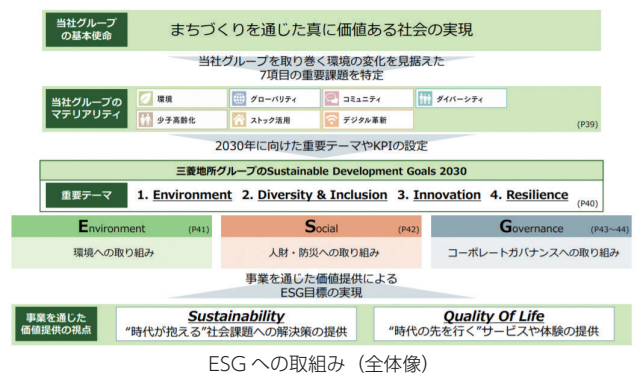 当社グループ
の基本使命
まちづくりを通じた真に価値ある社会の実現
当社グループを取り巻く環境の変化を見据えた
7項目の重要課題を特定
当社グループの
マテリアリティ
環境
グローバリティ
コミュニティ
ダイバーシティ
少子高齢化
ストック活用
デジタル革新
(P39)
2030年に向けた重要テーマやKPIの設定
三菱地所グループのSustainable Development Goals 2030
重要テーマ
1. Environment 2. Diversity & Inclusion 3. Innovation 4. Resilience
(P40)
Environment (P41)
環境への取り組み
Social (P42)
人財・防災への取り組み
Governance (P43～44)
コーポレートガバナンスへの取り組み
事業を通じた価値提供による
ESG目標の実現
事業を通じた
価値提供の視点
Sustainability
“時代が抱える”社会課題への解決策の提供
Quality Of Life
“時代の先を行く”サービスや体験の提供
ESG への取組み（全体像）